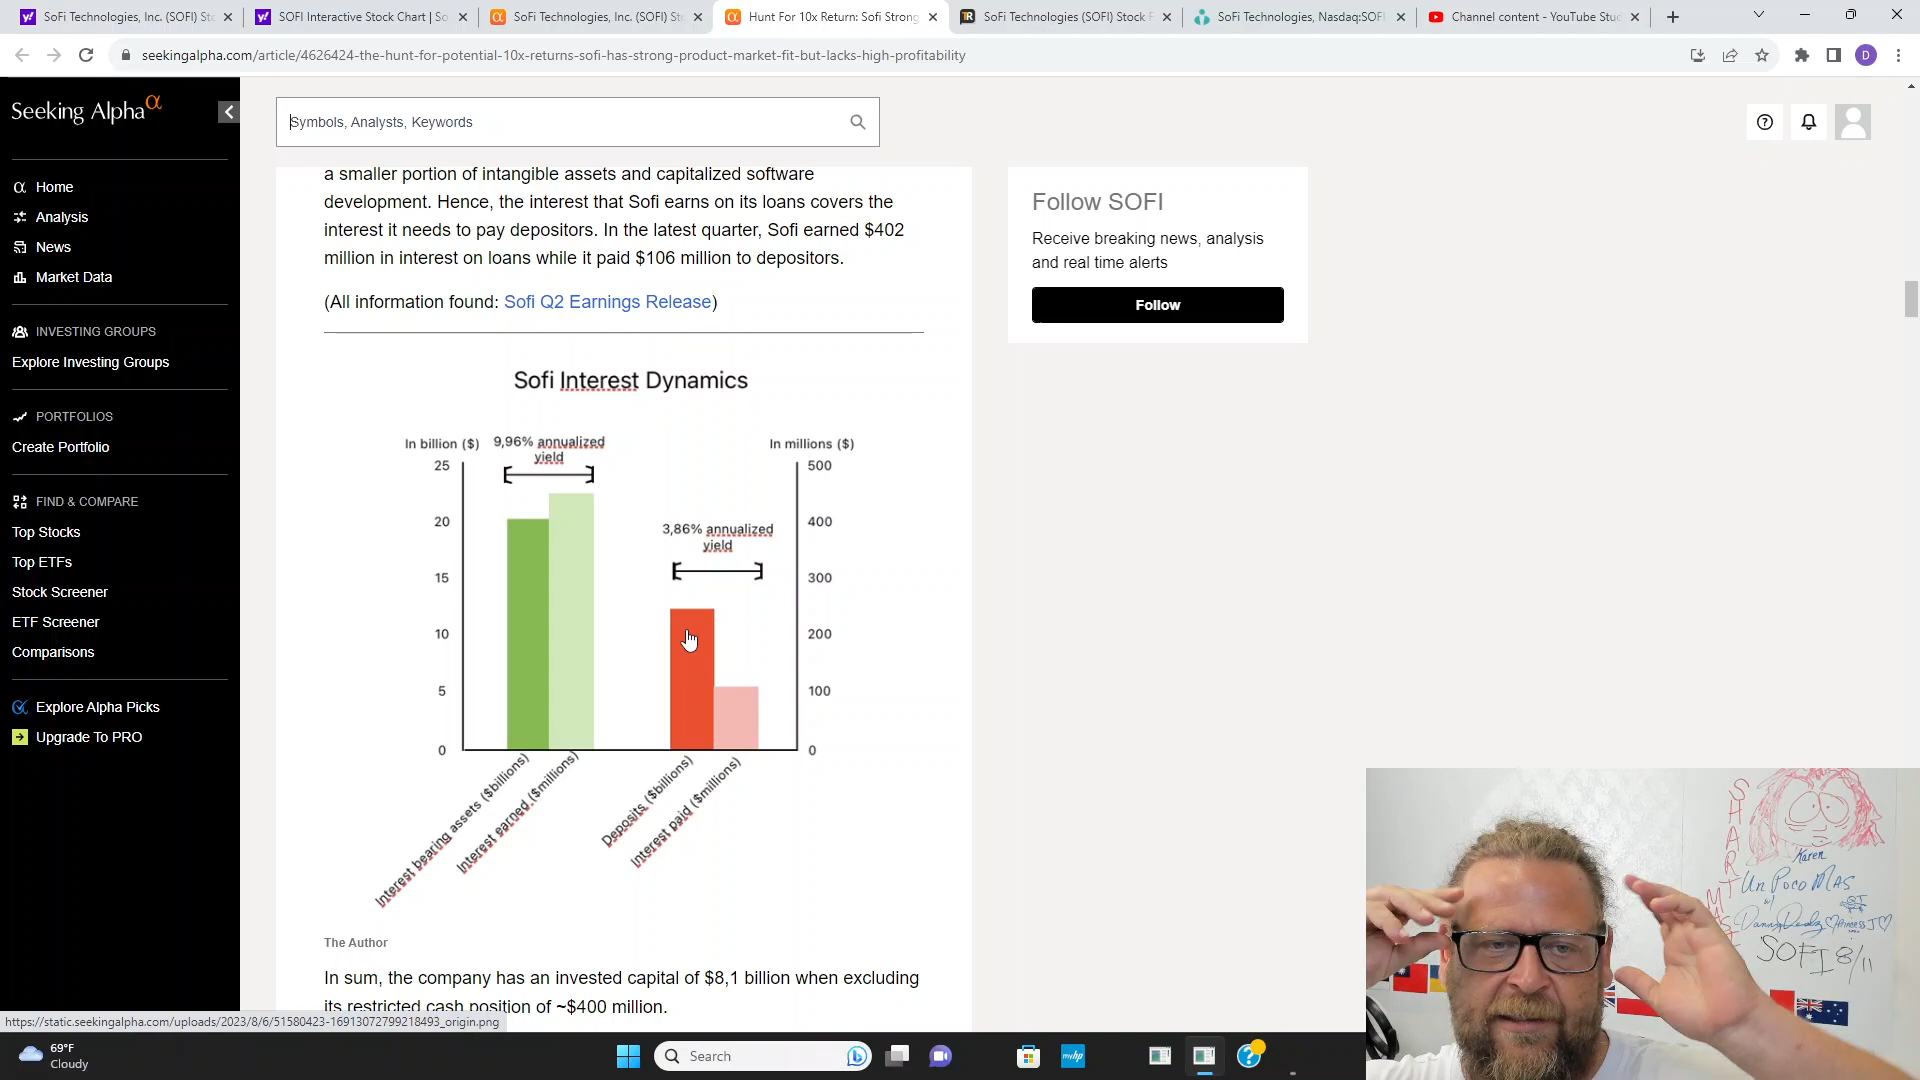 SoFi Technologies, Inc. (SOFI) Sto
SOFI Interactive Stock Chart | So
SoFi Technologies, Inc. (SOFI) St
Hunt For 10x Return: Sofi Strong
SoFi Technologies (SOFI) Stock F
SoFi Technologies, Nasdaq:SOFI
Channel content - YouTube Stud
seekingalpha.com/article/4626424-the-hunt-for-potential-10x-returns-sofi-has-strong-product-market-fit-but-lacks-high-profitability
D
Seeking Alpha α
Symbols, Analysts, Keywords
Home
Analysis
News
Market Data
INVESTING GROUPS
Explore Investing Groups
PORTFOLIOS
Create Portfolio
FIND & COMPARE
Top Stocks
Top ETFs
Stock Screener
ETF Screener
Comparisons
Explore Alpha Picks
Upgrade To PRO
a smaller portion of intangible assets and capitalized software
development. Hence, the interest that Sofi earns on its loans covers the
interest it needs to pay depositors. In the latest quarter, Sofi earned $402
million in interest on loans while it paid $106 million to depositors.
(All information found: Sofi Q2 Earnings Release)
Sofi Interest Dynamics
In billion ($)
9,96% annualized
yield
In millions ($)
25
20
15
10
5
0
3,86% annualized
yield
500
400
300
200
100
0
Interest bearing assets ($billions)
Interest earned ($millions)
Deposits ($billions)
Interest paid ($millions)
The Author
In sum, the company has an invested capital of $8,1 billion when excluding
its restricted cash position of ~$400 million.
Follow SOFI
Receive breaking news, analysis
and real time alerts
Follow
https://static.seekingalpha.com/uploads/2023/8/6/51580423-16913072799218493_origin.png
Karen
Un Poco Mas
w/
SOFI 8/11
69°F
Cloudy
Search
myhp